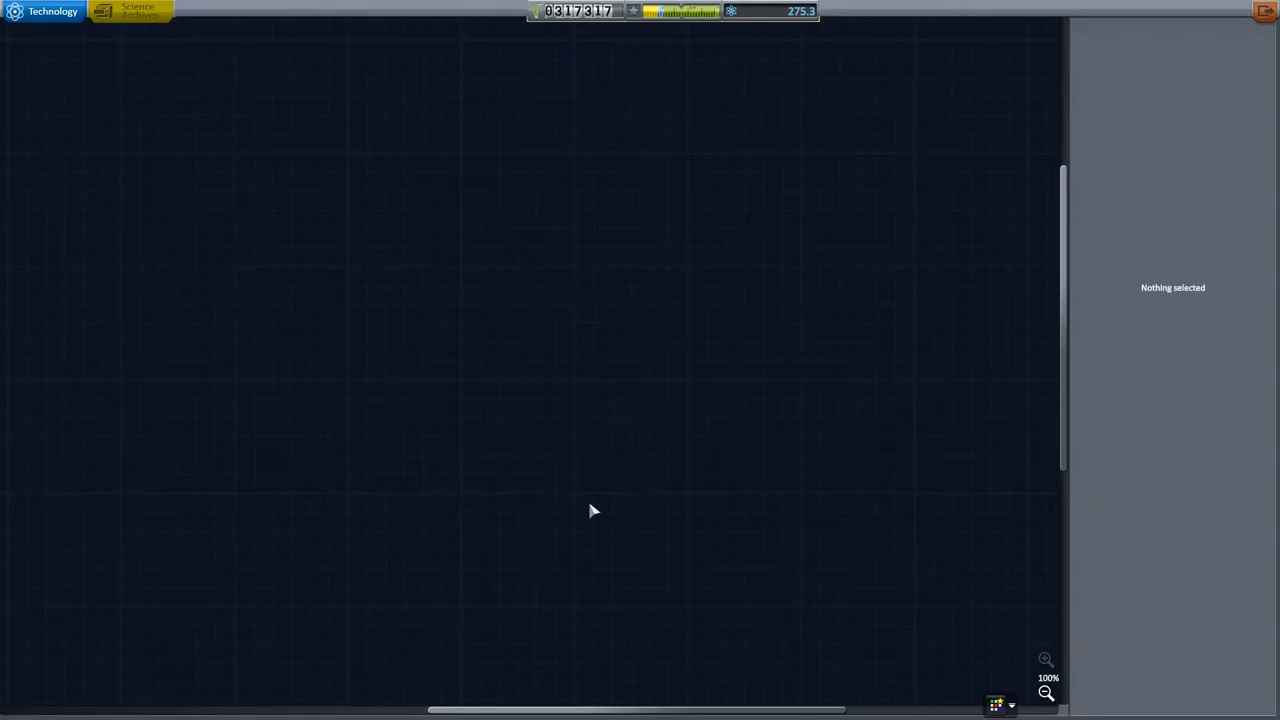 Technology
Science
Archives
0317317
275.3
Nothing selected
100%